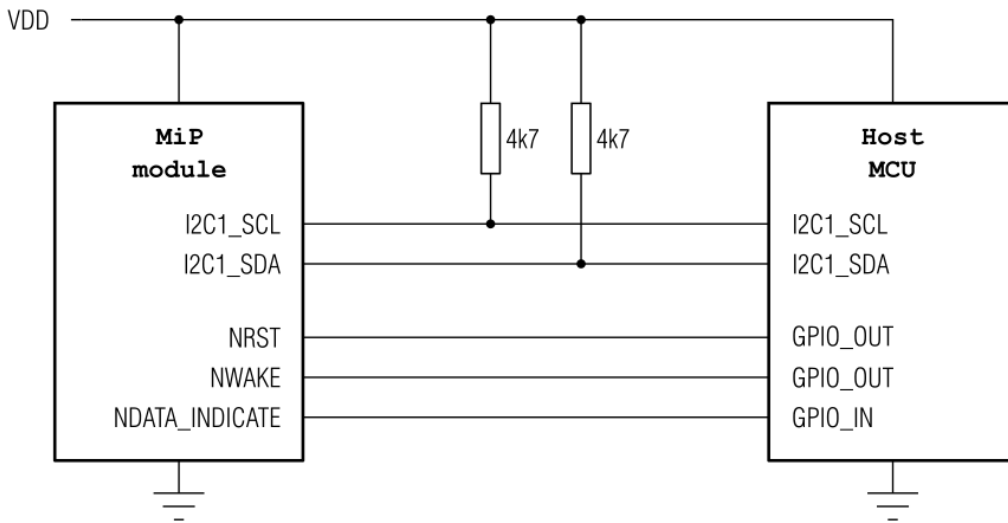 VDD
MiP
module
4k7
4k7
Host
MCU
I2C1_SCL
I2C1_SDA
NRST
NWAKE
NDATA_INDICATE
I2C1_SCL
I2C1_SDA
GPIO_OUT
GPIO_OUT
GPIO_IN